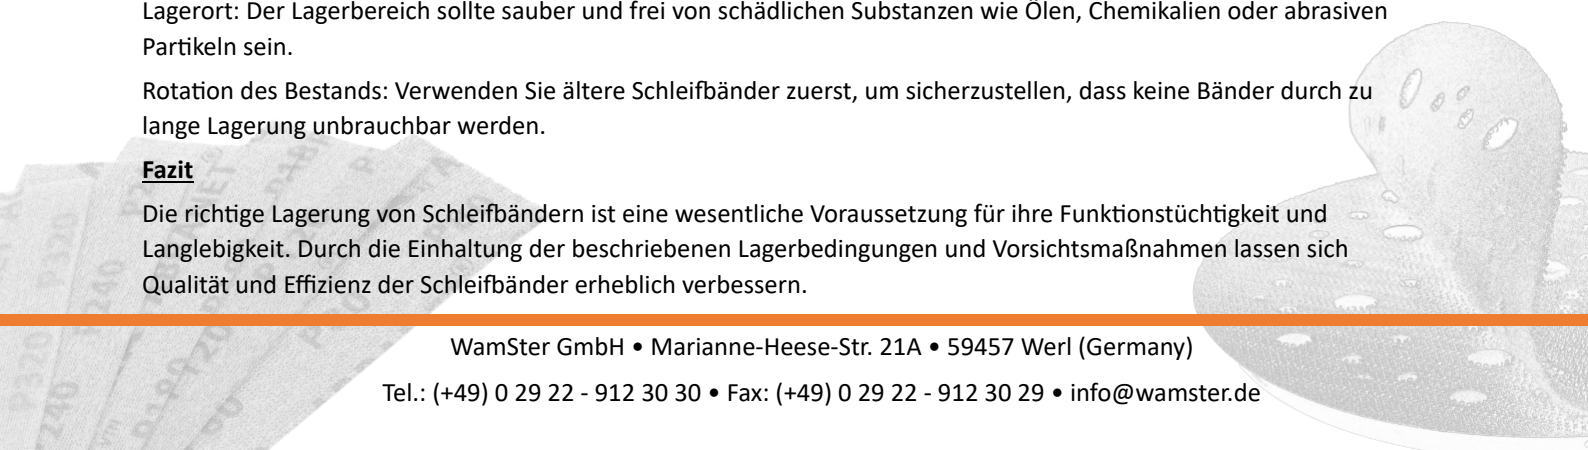 Lagerort: Der Lagerbereich sollte sauber und frei von schädlichen Substanzen wie Ölen, Chemikalien oder abrasiven
Partikeln sein.
Rotation des Bestands: Verwenden Sie ältere Schleifbänder zuerst, um sicherzustellen, dass keine Bänder durch zu
lange Lagerung unbrauchbar werden.
Fazit
Die richtige Lagerung von Schleifbändern ist eine wesentliche Voraussetzung für ihre Funktionstüchtigkeit und
Langlebigkeit. Durch die Einhaltung der beschriebenen Lagerbedingungen und Vorsichtsmaßnahmen lassen sich
Qualität und Effizienz der Schleifbänder erheblich verbessern.
WamSter GmbH • Marianne-Heese-Str. 21A • 59457 Werl (Germany)
Tel.: (+49) 0 29 22 - 912 30 30 • Fax: (+49) 0 29 22 - 912 30 29 • info@wamster.de
P320
P240
P320
P180